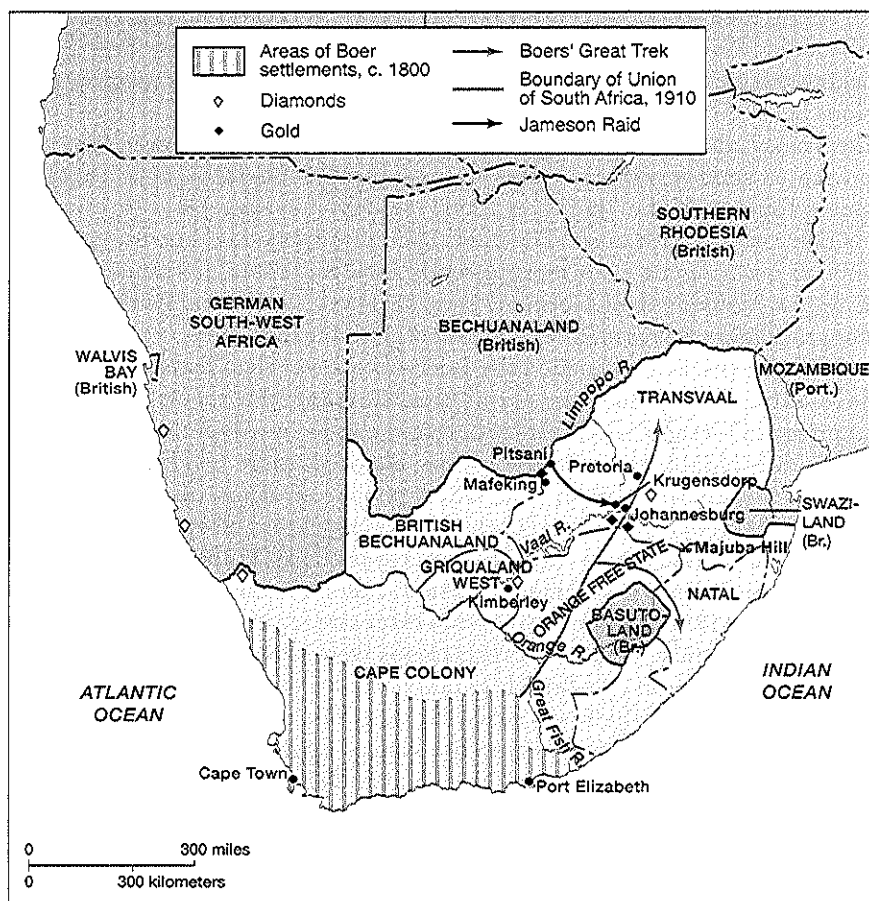 Areas of Boer
settlements, c. 1800
Diamonds
Gold
Boers' Great Trek
Boundary of Union
of South Africa, 1910
Jameson Raid
SOUTHERN
RHODESIA
(British)
GERMAN
SOUTH-WEST
AFRICA
BECHUANALAND
(British)
WALVIS
BAY
(British)
MOZAMBIQUE
(Port.)
Limpopo R.
TRANSVAAL
Pitsani
Protoria
Krugensdorp
Mafeking
Johannesburg
SWAZI-
LAND
(Br.)
BRITISH
BECHUANALAND
Vaal R.
Majuba Hill
GRIQUALAND
WEST
Kimberley
ORANGE FREE STATE
NATAL
BASUTO-
LAND
(Br.)
Orange R.
CAPE COLONY
INDIAN
OCEAN
ATLANTIC
OCEAN
Great Fish R.
Cape Town
Port Elizabeth
0 300 miles
0 300 kilometers